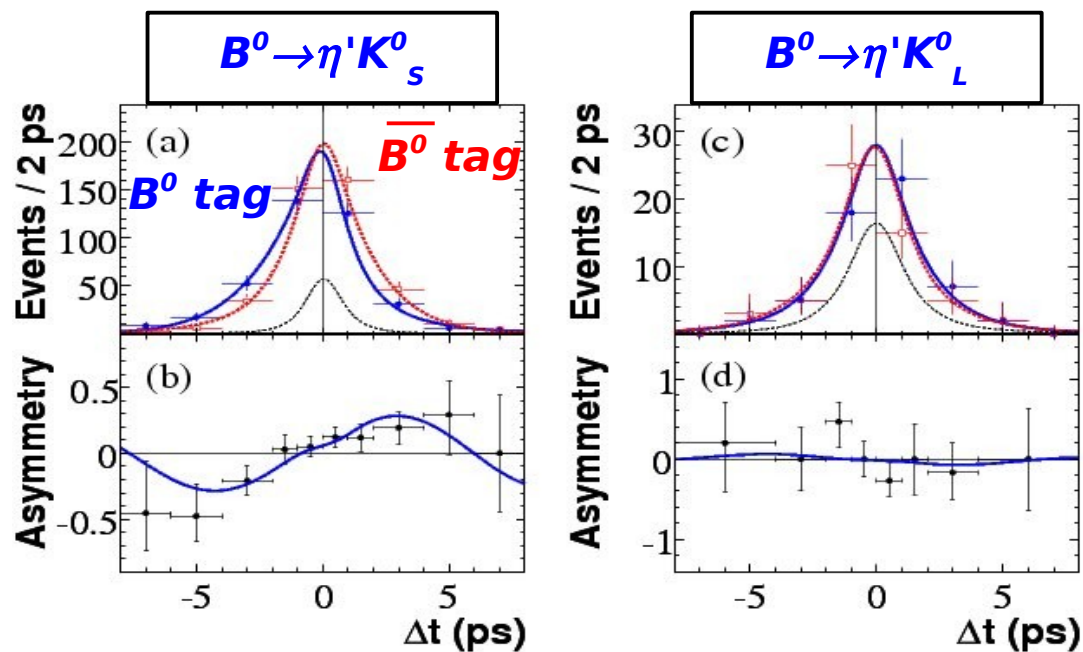 B⁰→η'K⁰_S
B⁰→η'K⁰_L
Events / 2 ps
200
150
100
50
(a)
B⁰ tag
B̅⁰ tag
Events / 2 ps
30
20
10
(c)
Asymmetry
0.5
0
-0.5
(b)
-5 0 5
Δt (ps)
Asymmetry
1
0
-1
(d)
-5 0 5
Δt (ps)